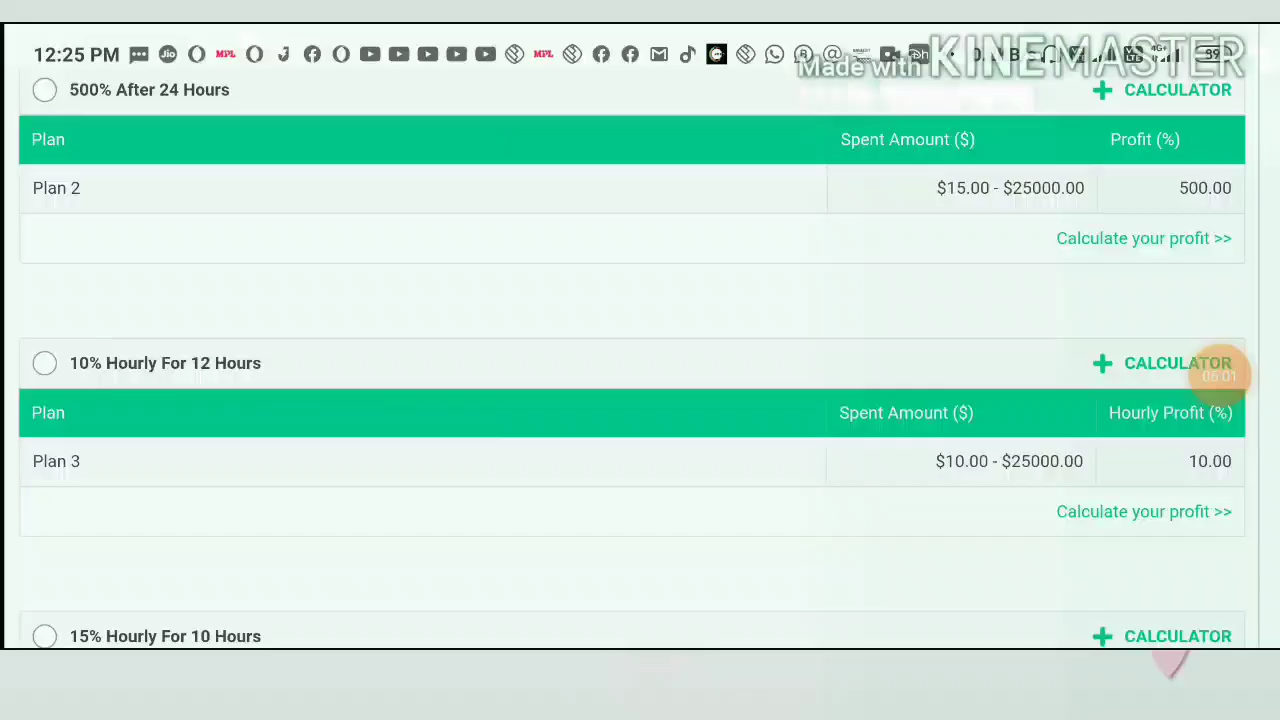 12:25 PM
Made with KINEMASTER
500% After 24 Hours + CALCULATOR
Plan Spent Amount ($) Profit (%)
Plan 2 $15.00 - $25000.00 500.00
Calculate your profit >>
10% Hourly For 12 Hours + CALCULATOR
06:01
Plan Spent Amount ($) Hourly Profit (%)
Plan 3 $10.00 - $25000.00 10.00
Calculate your profit >>
15% Hourly For 10 Hours + CALCULATOR